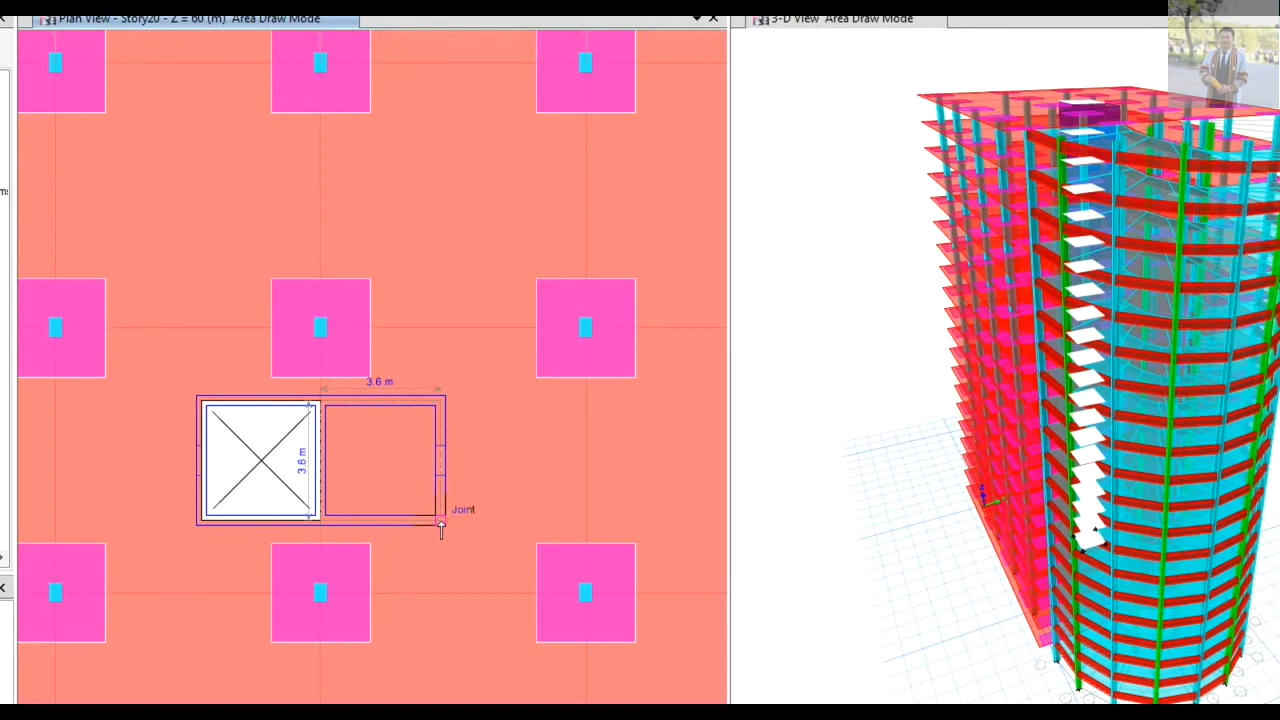 Plan View - Story20 - Z = 60 (m) Area Draw Mode
3-D View Area Draw Mode
3.6 m
3.6 m
Joint